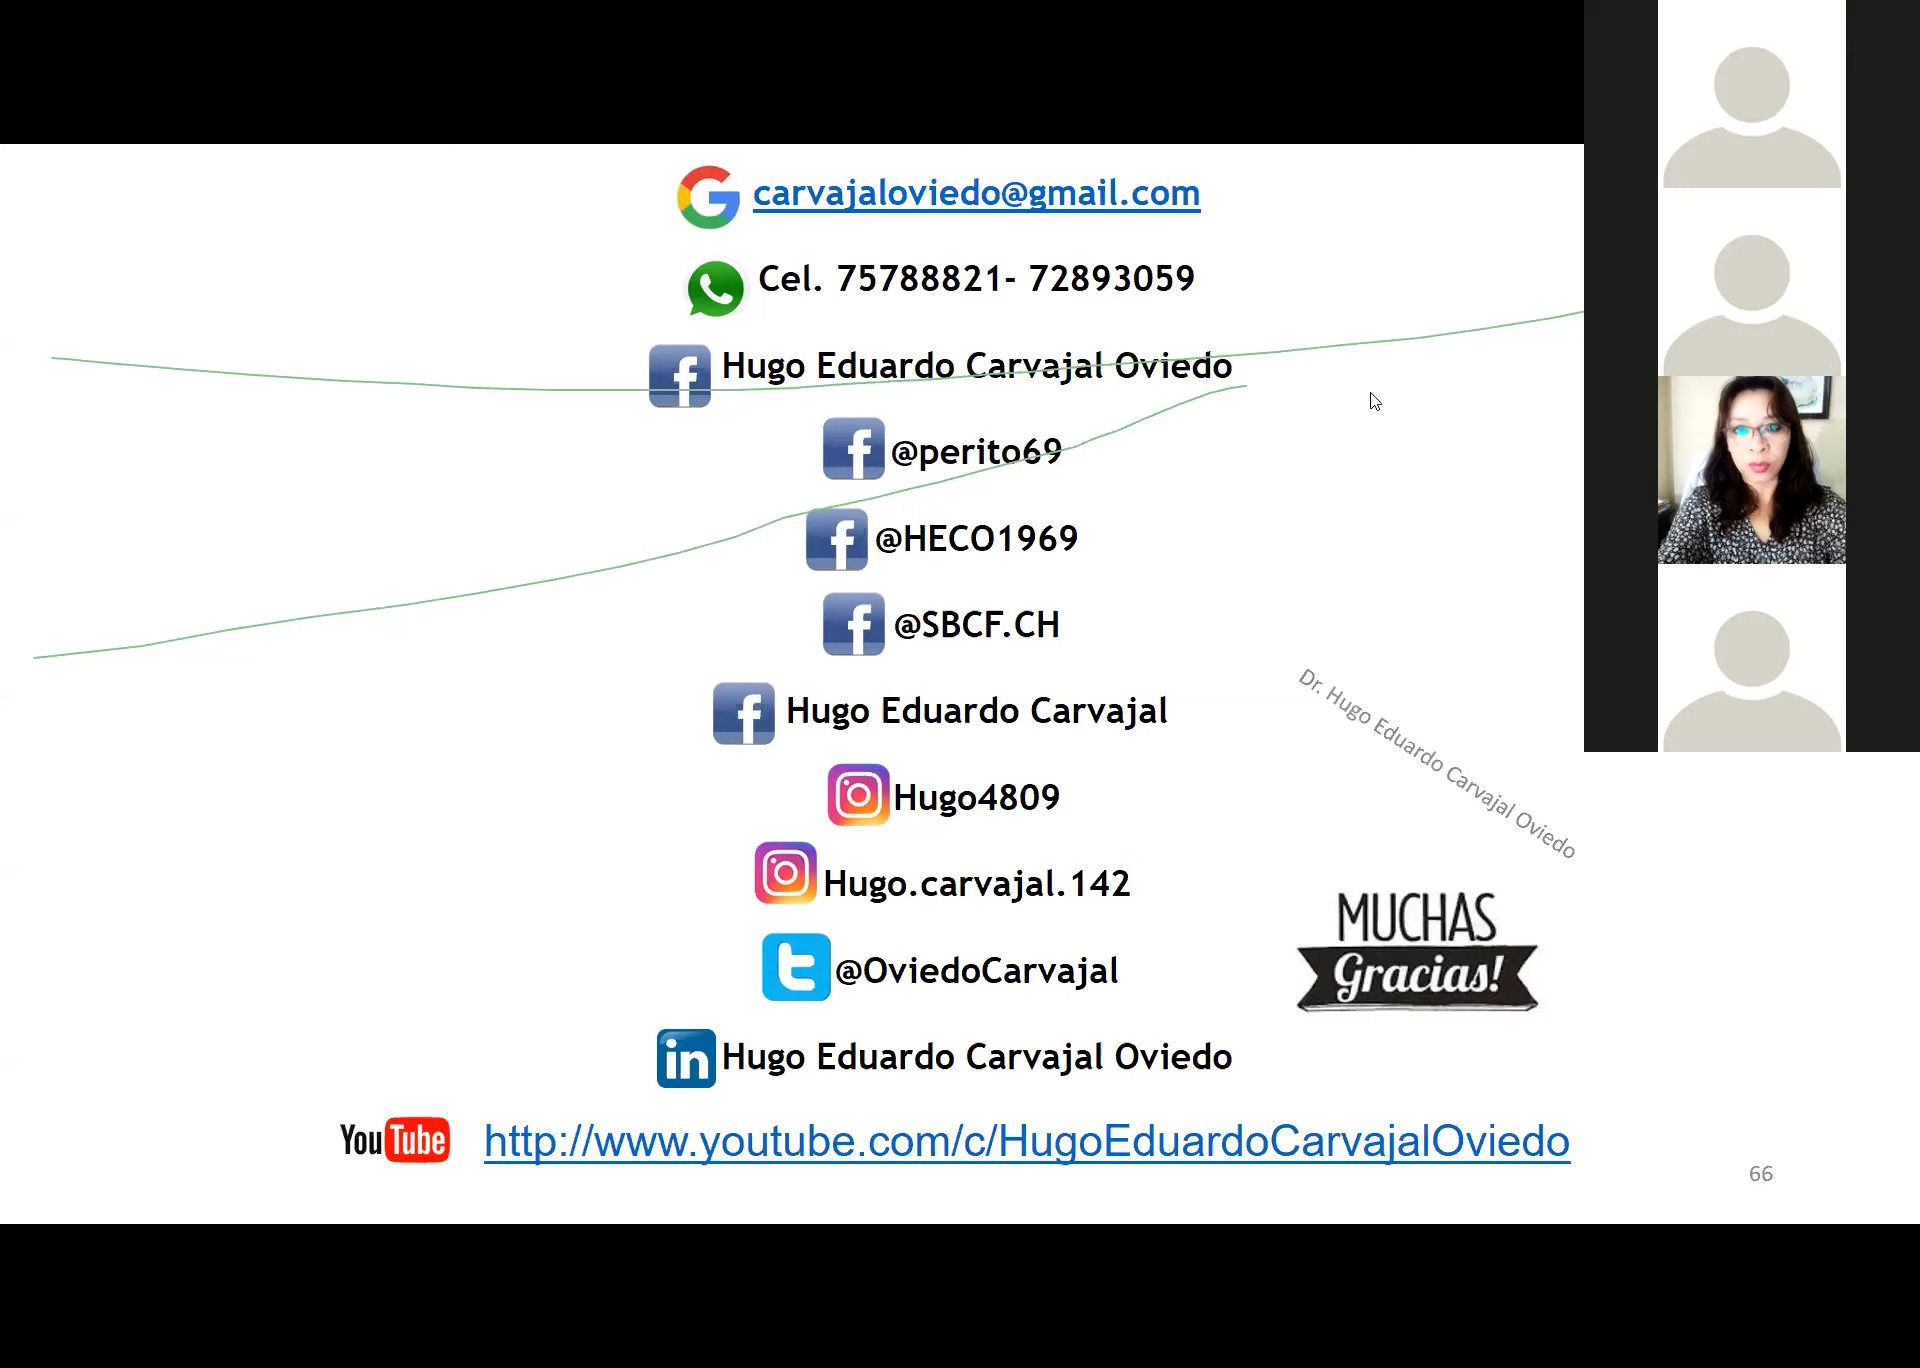 carvajaloviedo@gmail.com
Cel. 75788821- 72893059
Hugo Eduardo Carvajal Oviedo
@perito69
@HECO1969
@SBCF.CH
Hugo Eduardo Carvajal
Hugo4809
Hugo.carvajal.142
@OviedoCarvajal
in Hugo Eduardo Carvajal Oviedo
YouTube http://www.youtube.com/c/HugoEduardoCarvajalOviedo
Dr. Hugo Eduardo Carvajal Oviedo
MUCHAS
Gracias!
66